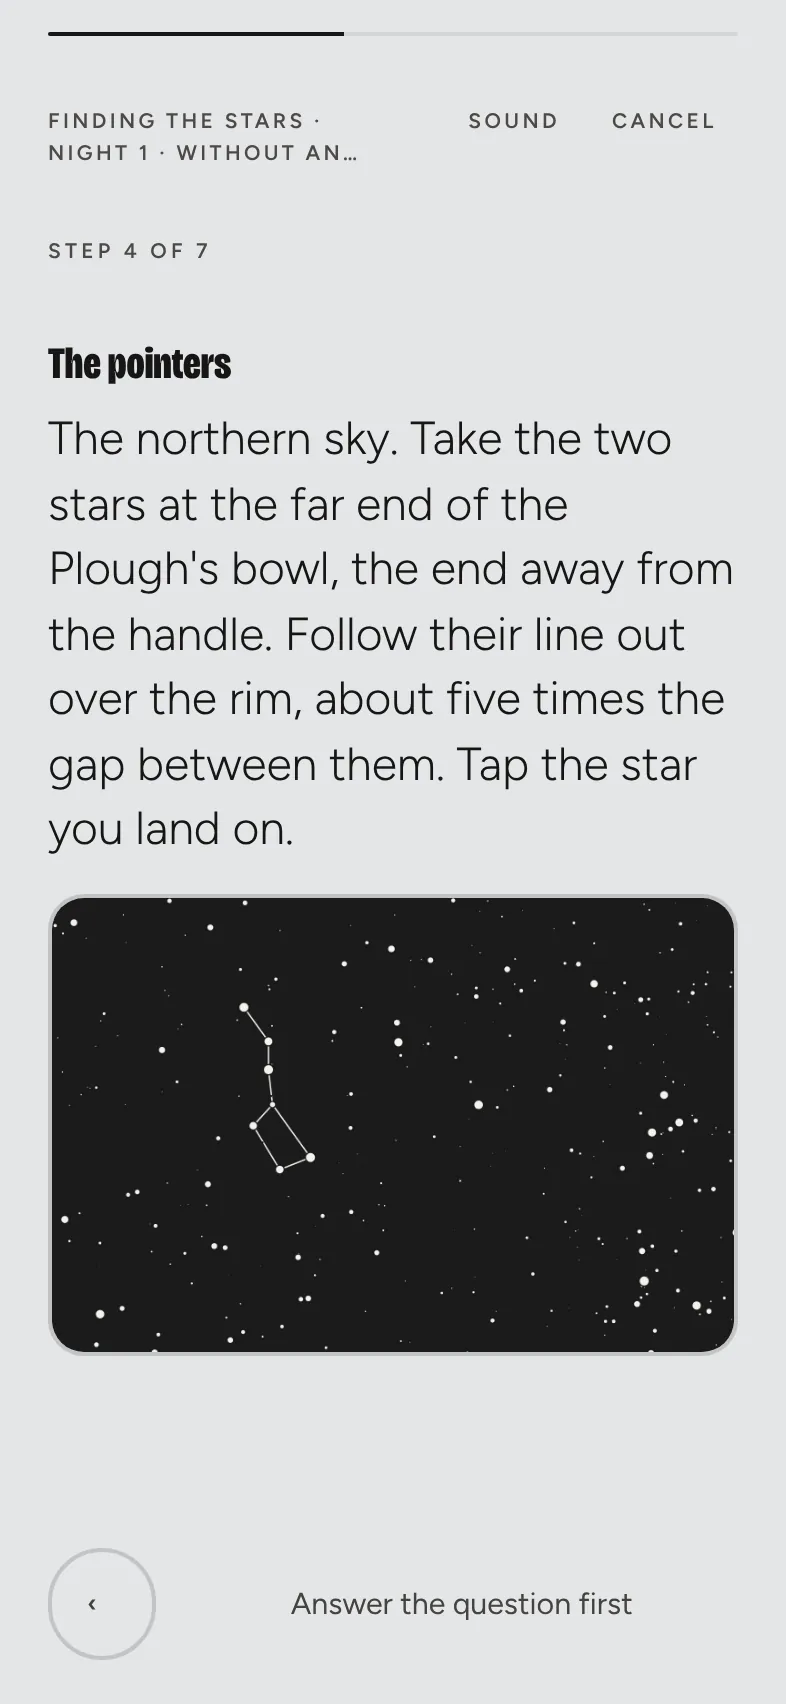 FINDING THE STARS ·
NIGHT 1 · WITHOUT AN…
SOUND
CANCEL
STEP 4 OF 7
The pointers
The northern sky. Take the two
stars at the far end of the
Plough's bowl, the end away from
the handle. Follow their line out
over the rim, about five times the
gap between them. Tap the star
you land on.
‹
Answer the question first